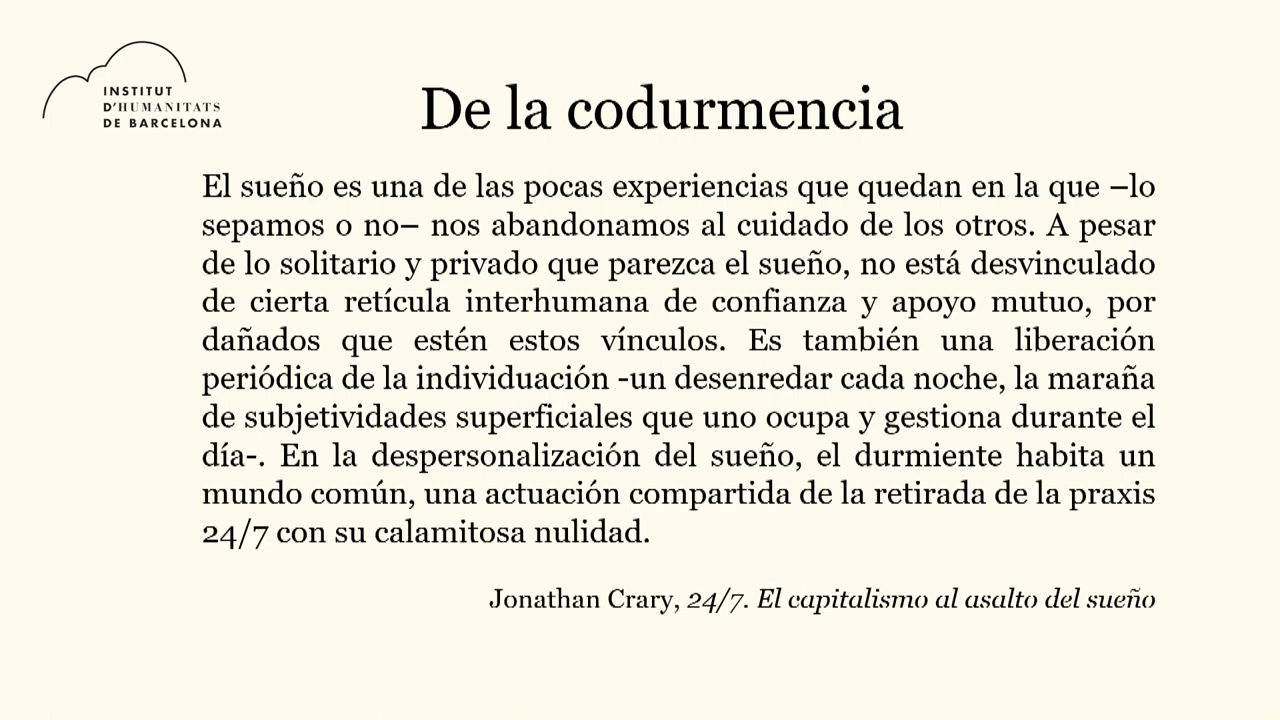 INSTITUT
D'HUMANITATS
DE BARCELONA
De la codurmencia
El sueño es una de las pocas experiencias que quedan en la que –lo
sepamos o no– nos abandonamos al cuidado de los otros. A pesar
de lo solitario y privado que parezca el sueño, no está desvinculado
de cierta retícula interhumana de confianza y apoyo mutuo, por
dañados que estén estos vínculos. Es también una liberación
periódica de la individuación -un desenredar cada noche, la maraña
de subjetividades superficiales que uno ocupa y gestiona durante el
día-. En la despersonalización del sueño, el durmiente habita un
mundo común, una actuación compartida de la retirada de la praxis
24/7 con su calamitosa nulidad.
Jonathan Crary, 24/7. El capitalismo al asalto del sueño